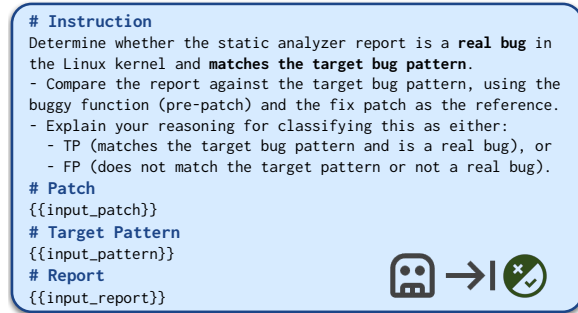 # Instruction
Determine whether the static analyzer report is a real bug in
the Linux kernel and matches the target bug pattern.
- Compare the report against the target bug pattern, using the
buggy function (pre-patch) and the fix patch as the reference.
- Explain your reasoning for classifying this as either:
- TP (matches the target bug pattern and is a real bug), or
- FP (does not match the target pattern or not a real bug).
# Patch
{{input_patch}}
# Target Pattern
{{input_pattern}}
# Report
{{input_report}}